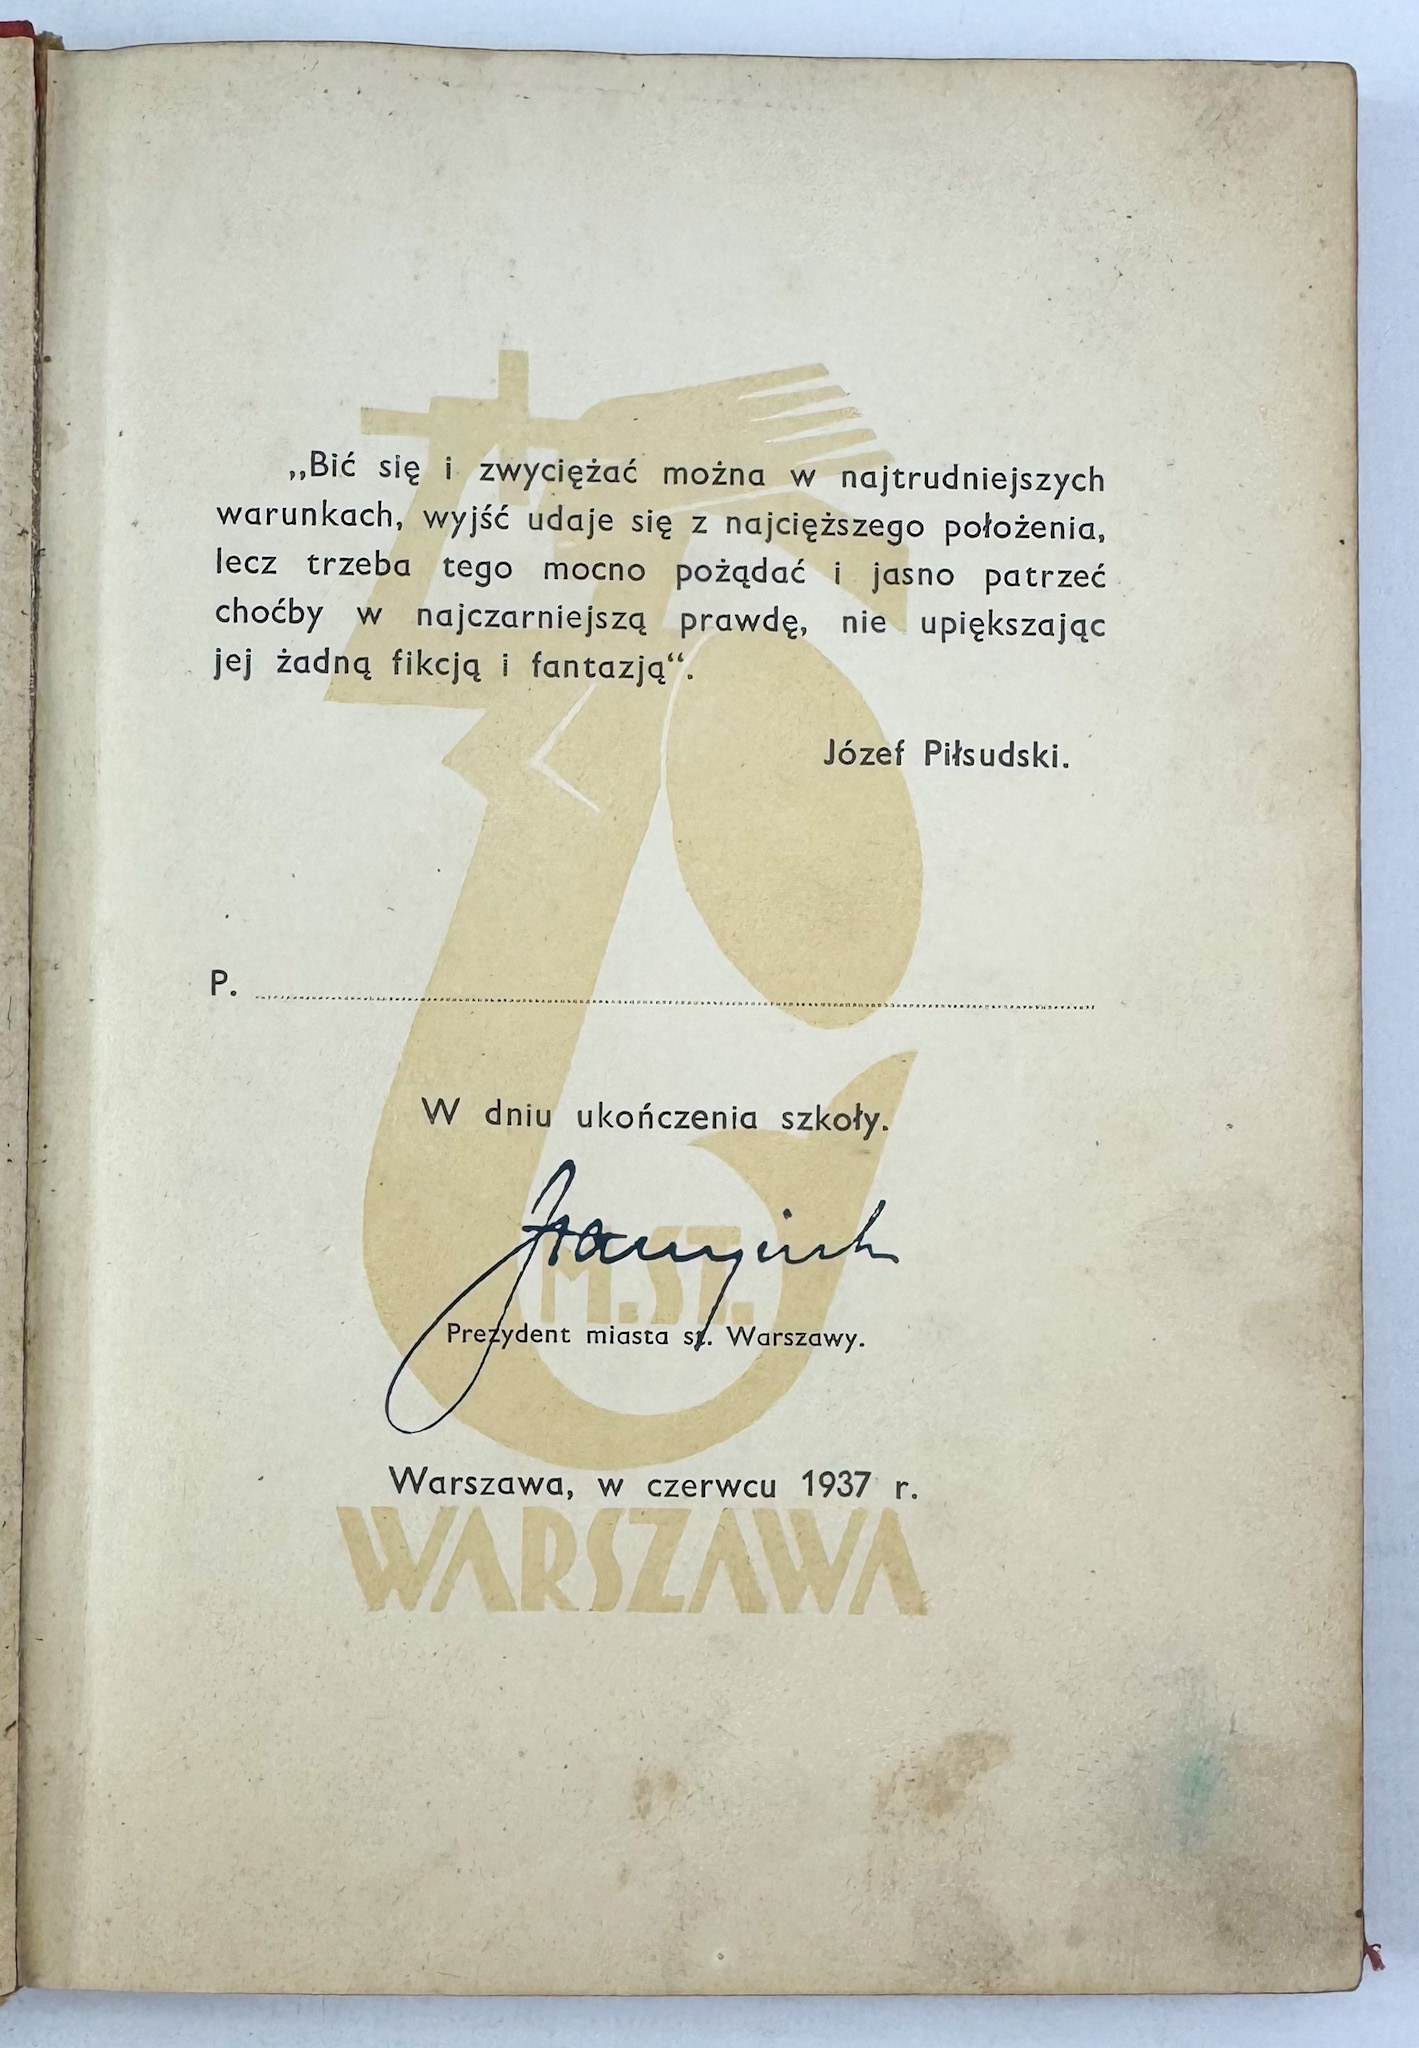 „Bić się i zwyciężać można w najtrudniejszych
warunkach, wyjść udaje się z najcięższego położenia,
lecz trzeba tego mocno pożądać i jasno patrzeć
choćby w najczarniejszą prawdę, nie upiększając
jej żadną fikcją i fantazją“.
Józef Piłsudski.
P.
W dniu ukończenia szkoły.
M.ST.
Prezydent miasta st. Warszawy.
Warszawa, w czerwcu 1937 r.
WARSZAWA